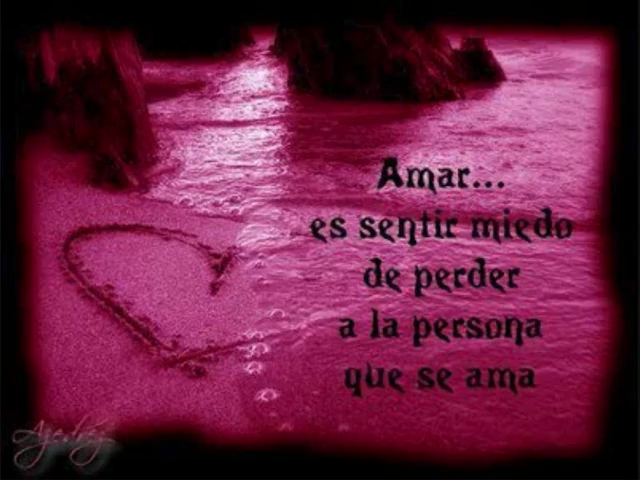 Amar...
es sentir miedo
de perder
a la persona
que se ama